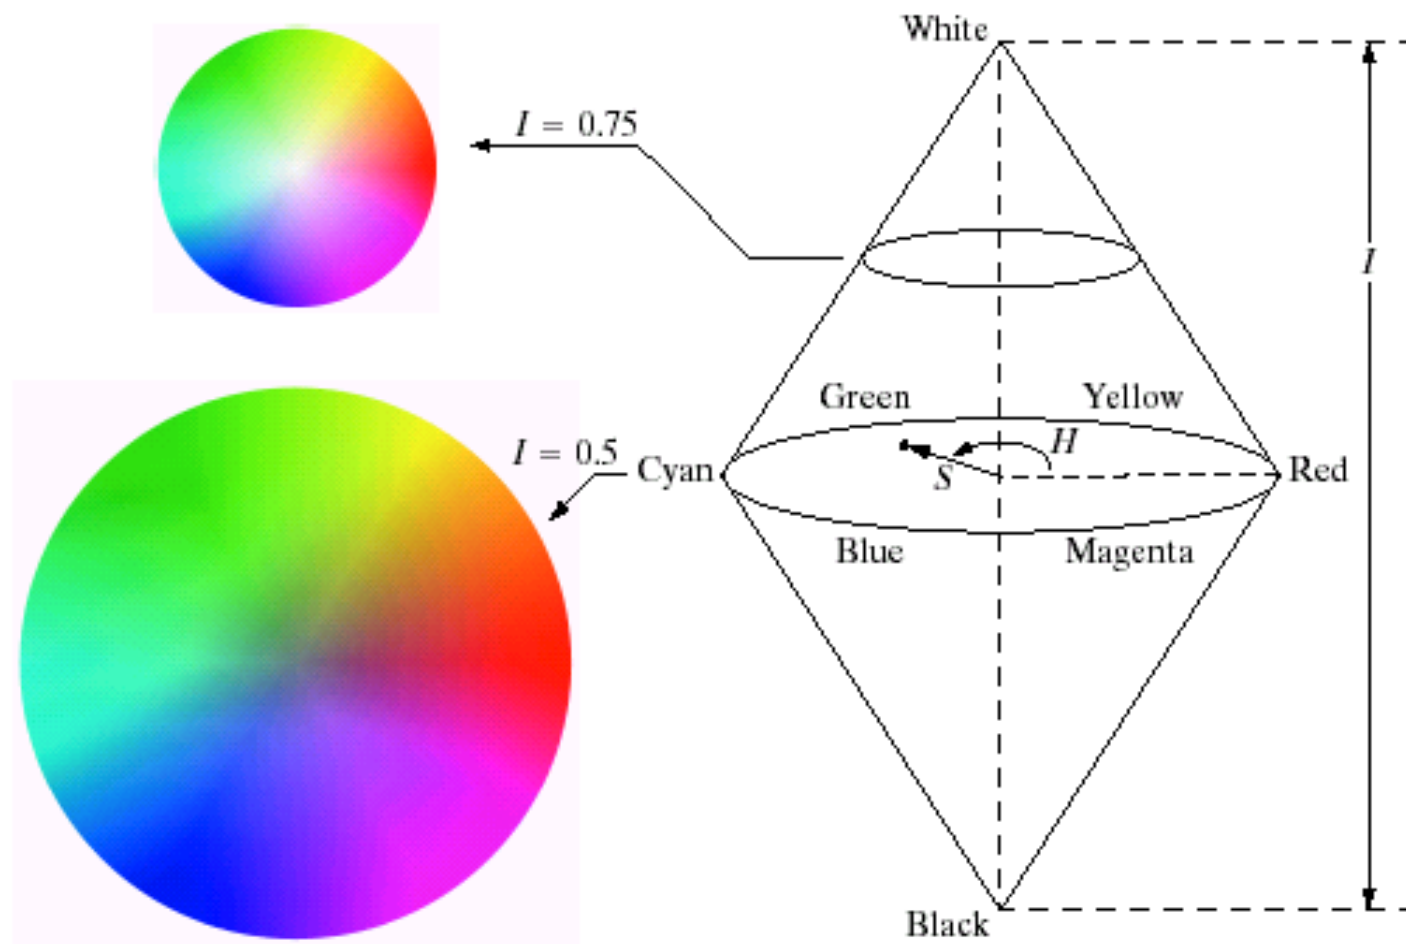 White
I = 0.75
I
Green Yellow
H
I = 0.5
Cyan
S
Red
Blue Magenta
Black